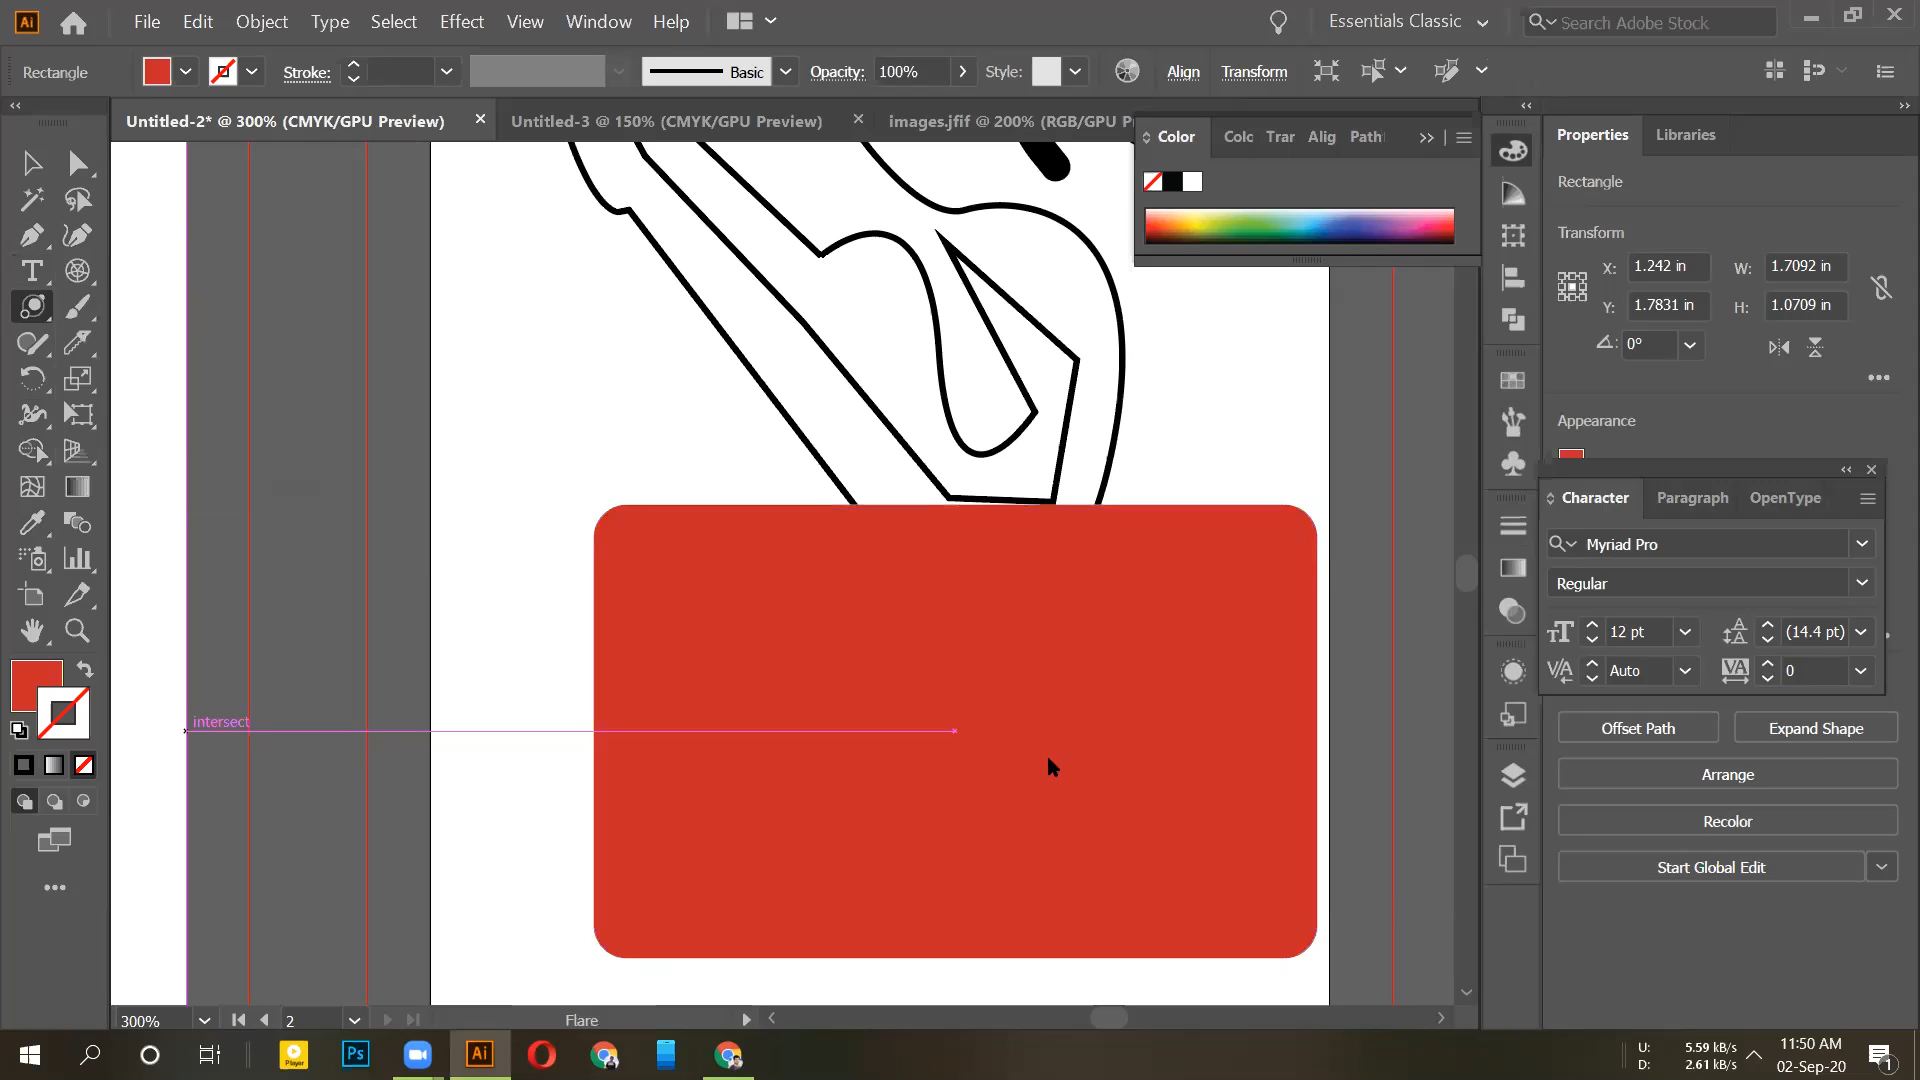 Ai File Edit Object Type Select Effect View Window Help Essentials Classic Search Adobe Stock
Rectangle Stroke: Basic Opacity: 100% Style: Align Transform
Untitled-2* @ 300% (CMYK/GPU Preview) Untitled-3 @ 150% (CMYK/GPU Preview) images.jfif @ 200% (RGB/GPU P
Color Colc Trar Alig Path
Properties Libraries
Rectangle
Transform
X: 1.242 in W: 1.7092 in
Y: 1.7831 in H: 1.0709 in
0°
Appearance
Character Paragraph OpenType
Myriad Pro
Regular
12 pt (14.4 pt)
Auto 0
intersect
Offset Path Expand Shape
Arrange
Recolor
Start Global Edit
300% 2 Flare
Player Ps Ai
U: 5.59 kB/s
D: 2.61 kB/s
11:50 AM
02-Sep-20
1